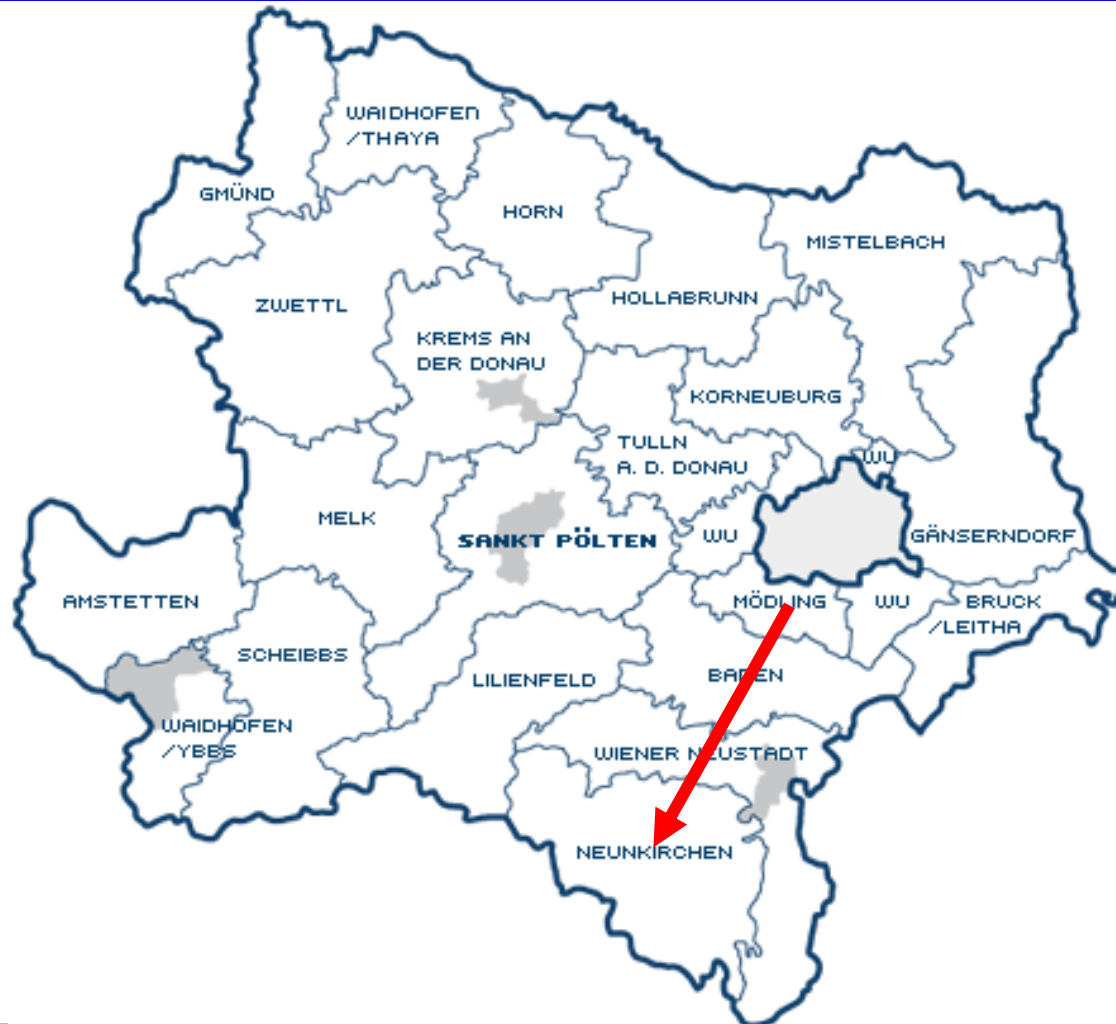 WAIDHOFEN
/THAYA
GMÜND
HORN
MISTELBACH
ZWETTL
HOLLABRUNN
KREMS AN
DER DONAU
KORNEUBURG
TULLN
A. D. DONAU
WU
MELK
SANKT PÖLTEN
WU
GÄNSERNDORF
AMSTETTEN
MÖDLING
WU
BRUCK
/LEITHA
SCHEIBBS
LILIENFELD
BADEN
WAIDHOFEN
/YBBS
WIENER NEUSTADT
NEUNKIRCHEN